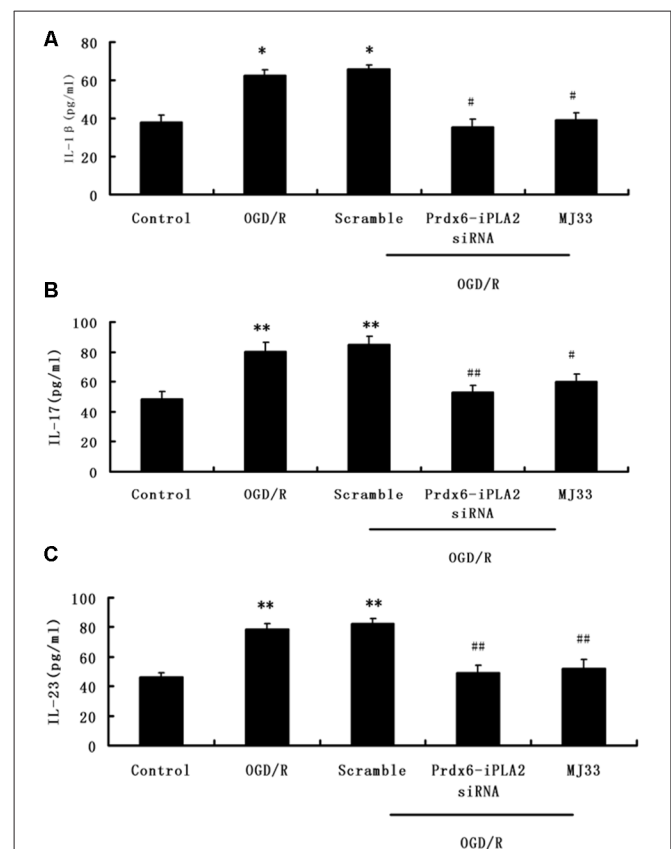 A
80
60
40
20
0
IL-1β(pg/ml)
*
*
#
#
Control OGD/R Scramble Prdx6-iPLA2 MJ33
siRNA
OGD/R
B
100
80
60
40
20
0
IL-17(pg/ml)
**
**
##
#
Control OGD/R Scramble Prdx6-iPLA2 MJ33
siRNA
OGD/R
C
100
80
60
40
20
0
IL-23(pg/ml)
**
**
##
##
Control OGD/R Scramble Prdx6-iPLA2 MJ33
siRNA
OGD/R